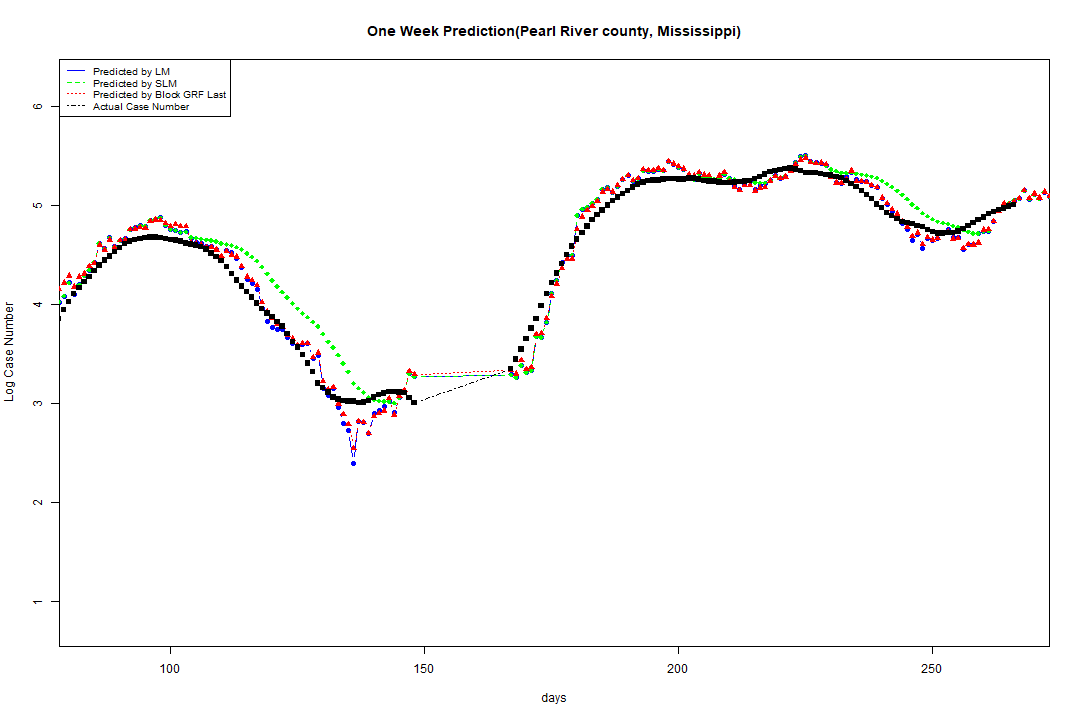 One Week Prediction(Pearl River county, Mississippi)
Predicted by LM
Predicted by SLM
Predicted by Block GRF Last
Actual Case Number
6
5
4
3
2
1
Log Case Number
100 150 200 250
days